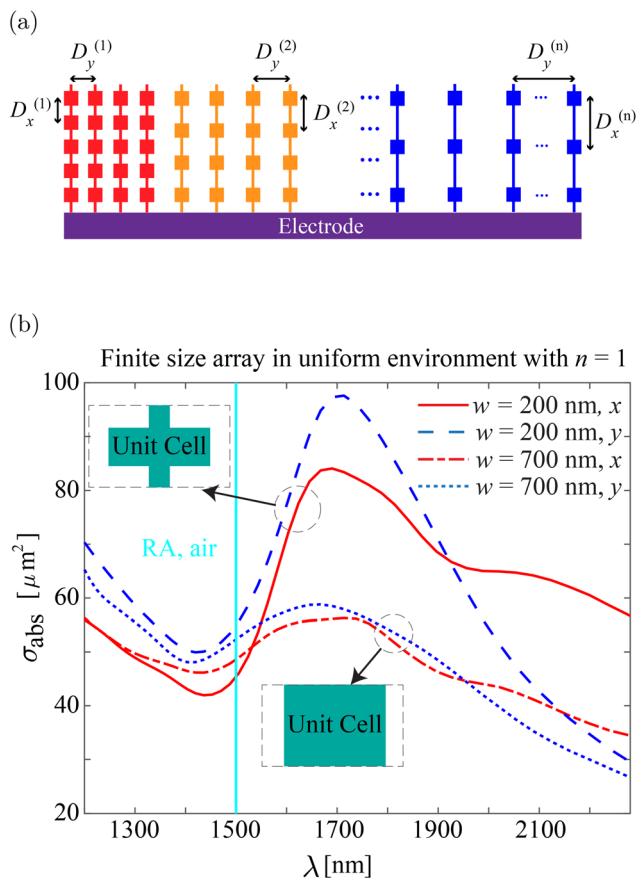 (a)
D_y^(1) D_y^(2) D_y^(n)
D_x^(1) D_x^(2) D_x^(n)
Electrode
(b)
Finite size array in uniform environment with n = 1
100
80
60
40
20
σ_abs [μm²]
Unit Cell
RA, air
w = 200 nm, x
w = 200 nm, y
w = 700 nm, x
w = 700 nm, y
Unit Cell
1300 1500 1700 1900 2100
λ [nm]